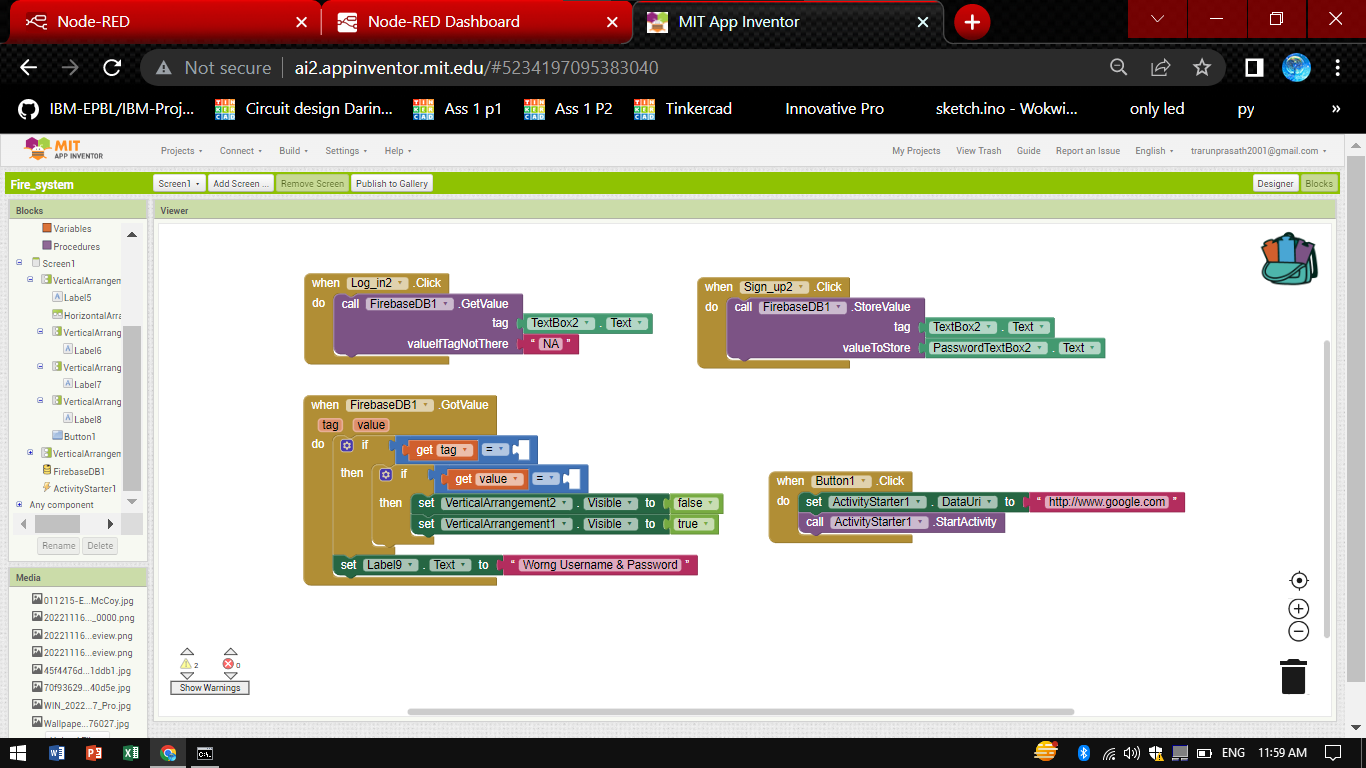 Node-RED
Node-RED Dashboard
MIT App Inventor
Not secure
ai2.appinventor.mit.edu/#5234197095383040
IBM-EPBL/IBM-Proj...
Circuit design Darin...
Ass 1 p1
Ass 1 P2
Tinkercad
Innovative Pro
sketch.ino - Wokwi...
only led
py
»
MIT
APP INVENTOR
Projects
Connect
Build
Settings
Help
My Projects
View Trash
Guide
Report an Issue
English
trarunprasath2001@gmail.com
Fire_system
Screen1
Add Screen ...
Remove Screen
Publish to Gallery
Designer
Blocks
Blocks
Variables
Procedures
Screen1
VerticalArrangem
Label5
HorizontalArra
VerticalArrang
Label6
VerticalArrang
Label7
VerticalArrang
Label8
Button1
VerticalArrangem
FirebaseDB1
ActivityStarter1
Any component
Rename
Delete
Media
011215-E...McCoy.jpg
20221116..._0000.png
20221116...eview.png
20221116...eview.png
45f4476d...1ddb1.jpg
70f93629...40d5e.jpg
WIN_2022...7_Pro.jpg
Wallpape...76027.jpg
Viewer
when Log_in2 .Click
do call FirebaseDB1 .GetValue
tag TextBox2 . Text
valueIfTagNotThere " NA "
when Sign_up2 .Click
do call FirebaseDB1 .StoreValue
tag TextBox2 . Text
valueToStore PasswordTextBox2 . Text
when FirebaseDB1 .GotValue
tag value
do if get tag =
then if get value =
then set VerticalArrangement2 . Visible to false
set VerticalArrangement1 . Visible to true
set Label9 . Text to " Worng Username & Password "
when Button1 .Click
do set ActivityStarter1 . DataUri to " http://www.google.com "
call ActivityStarter1 .StartActivity
2
0
Show Warnings
ENG
11:59 AM